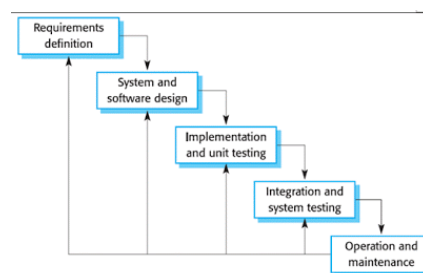 Requirements
definition
System and
software design
Implementation
and unit testing
Integration and
system testing
Operation and
maintenance